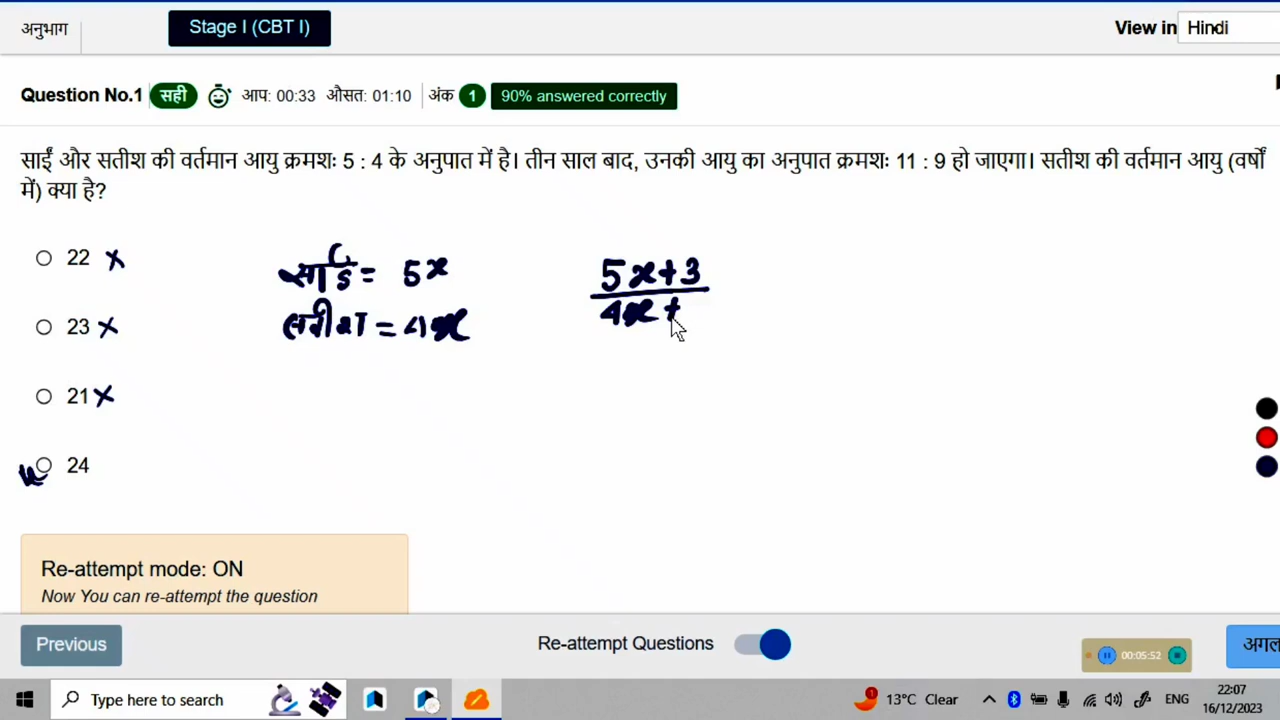 अनुभाग
Stage I (CBT I)
View in Hindi
Question No.1 सही आप: 00:33 औसत: 01:10 अंक 1 90% answered correctly
साईं और सतीश की वर्तमान आयु क्रमशः 5 : 4 के अनुपात में है। तीन साल बाद, उनकी आयु का अनुपात क्रमशः 11 : 9 हो जाएगा। सतीश की वर्तमान आयु (वर्षों
में) क्या है?
22 x
23 x
21 x
24
साई = 5x
सतीश = 4x
5x+3
4x+
Re-attempt mode: ON
Now You can re-attempt the question
Previous
Re-attempt Questions
00:05:52
अगल
Type here to search
1
13°C Clear
ENG
22:07
16/12/2023